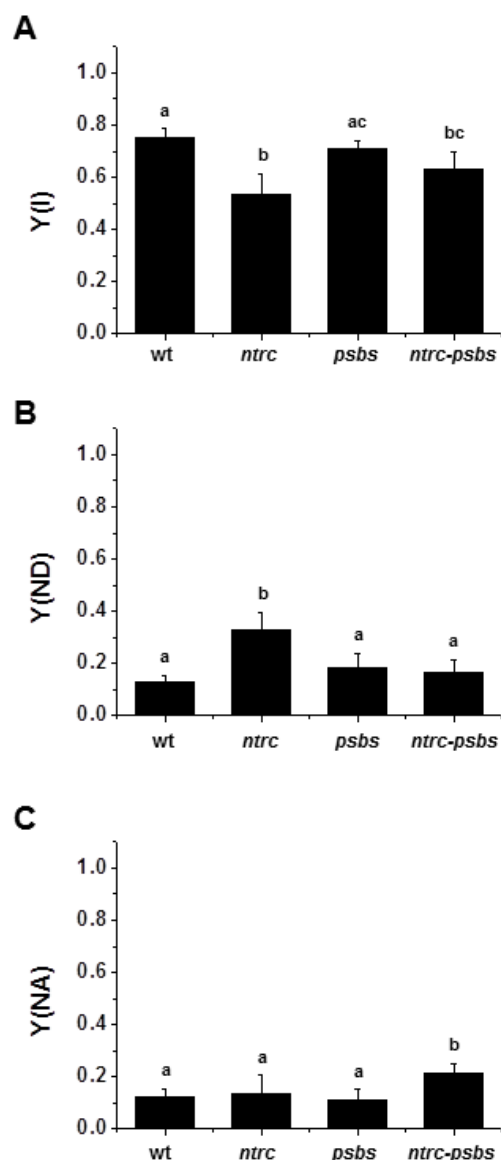 A
Y(I)
1.0
0.8
0.6
0.4
0.2
0.0
a
b
ac
bc
wt
ntrc
psbs
ntrc-psbs
B
Y(ND)
1.0
0.8
0.6
0.4
0.2
0.0
a
b
a
a
wt
ntrc
psbs
ntrc-psbs
C
Y(NA)
1.0
0.8
0.6
0.4
0.2
0.0
a
a
a
b
wt
ntrc
psbs
ntrc-psbs